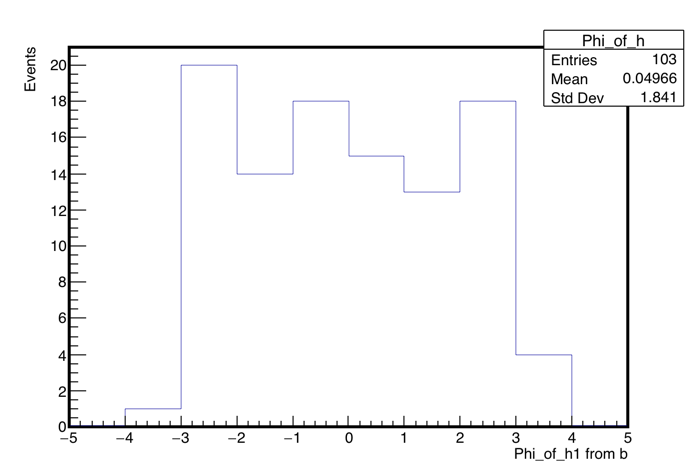 Phi_of_h
Entries 103
Mean 0.04966
Std Dev 1.841
Events
20
18
16
14
12
10
8
6
4
2
0
−5 −4 −3 −2 −1 0 1 2 3 4 5
Phi_of_h1 from b